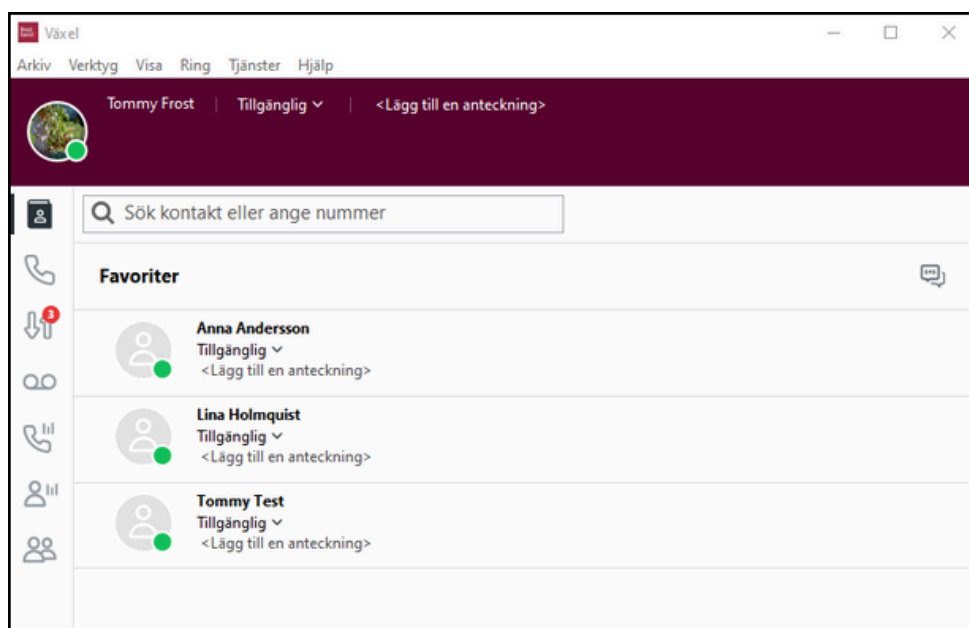 Växel
Arkiv Verktyg Visa Ring Tjänster Hjälp
Tommy Frost | Tillgänglig | <Lägg till en anteckning>
Sök kontakt eller ange nummer
Favoriter
Anna Andersson
Tillgänglig
<Lägg till en anteckning>
3
Lina Holmquist
Tillgänglig
<Lägg till en anteckning>
Tommy Test
Tillgänglig
<Lägg till en anteckning>